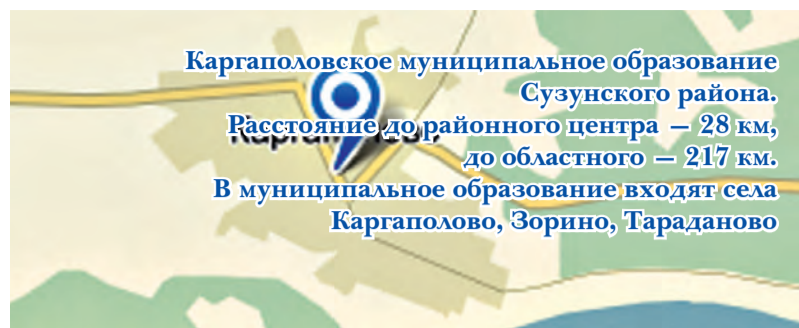 Каргаполовское муниципальное образование
Сузунского района.
Расстояние до районного центра — 28 км,
до областного — 217 км.
В муниципальное образование входят села
Каргаполово, Зорино, Тараданово